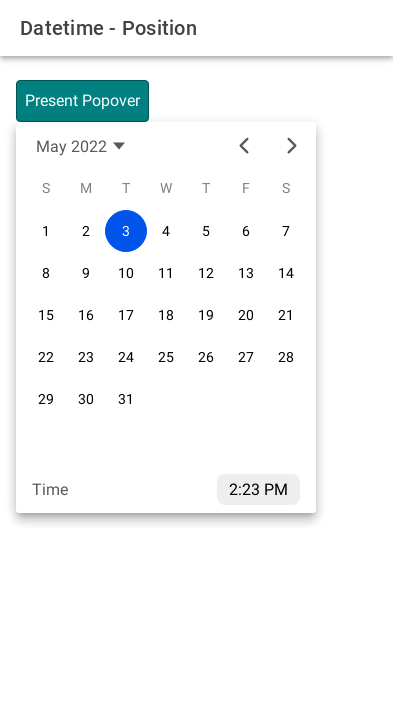 Datetime - Position
Present Popover
May 2022
S M T W T F S
1 2 3 4 5 6 7
8 9 10 11 12 13 14
15 16 17 18 19 20 21
22 23 24 25 26 27 28
29 30 31
Time 2:23 PM